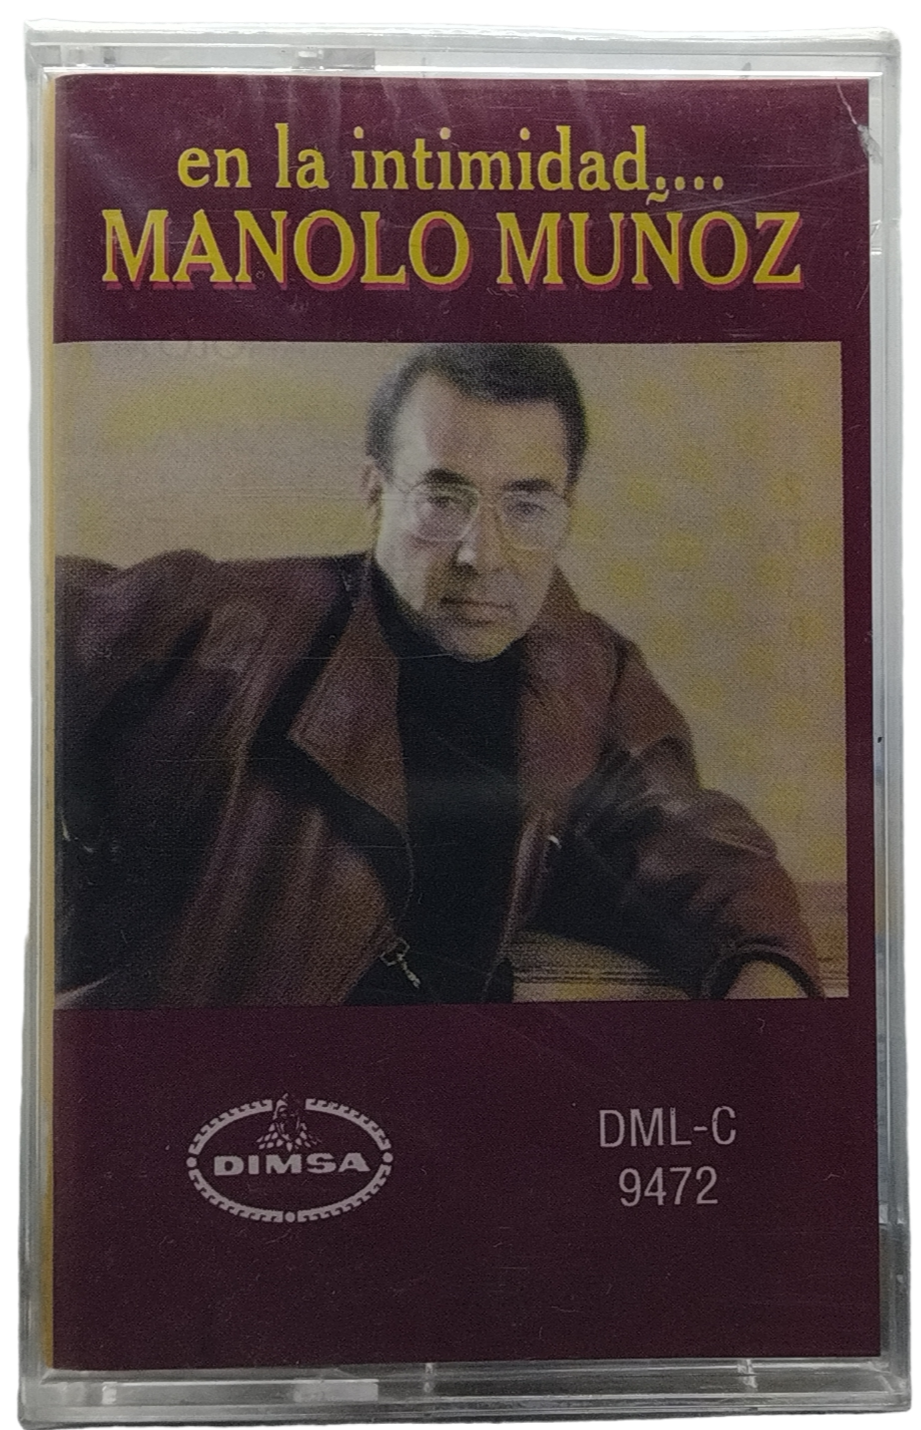 en la intimidad....
MANOLO MUÑOZ
DIMSA
DML-C
9472